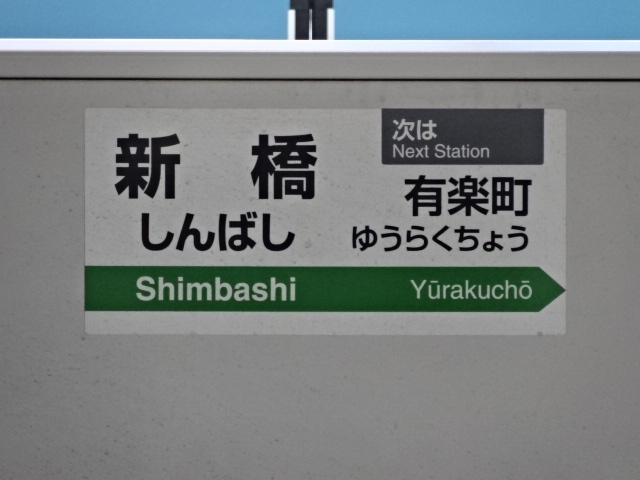 新 橋
しんばし
Shimbashi
次は
Next Station
有楽町
ゆうらくちょう
Yūrakuchō